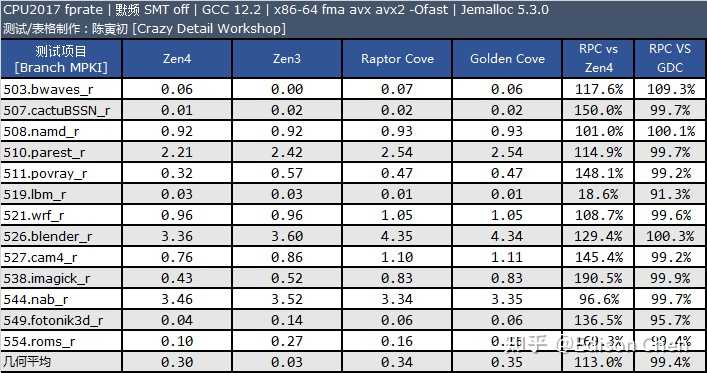 CPU2017 fprate | 默频 SMT off | GCC 12.2 | x86-64 fma avx avx2 -Ofast | Jemalloc 5.3.0
测试/表格制作：陈寅初 [Crazy Detail Workshop]
测试项目 [Branch MPKI] Zen4 Zen3 Raptor Cove Golden Cove RPC vs Zen4 RPC VS GDC
503.bwaves_r 0.06 0.00 0.07 0.06 117.6% 109.3%
507.cactuBSSN_r 0.01 0.02 0.02 0.02 150.0% 99.7%
508.namd_r 0.92 0.92 0.93 0.93 101.0% 100.1%
510.parest_r 2.21 2.42 2.54 2.54 114.9% 99.7%
511.povray_r 0.32 0.57 0.47 0.47 148.1% 99.2%
519.lbm_r 0.03 0.03 0.01 0.01 18.6% 91.3%
521.wrf_r 0.96 0.96 1.05 1.05 108.7% 99.6%
526.blender_r 3.36 3.60 4.35 4.34 129.4% 100.3%
527.cam4_r 0.76 0.86 1.10 1.11 145.4% 99.2%
538.imagick_r 0.43 0.52 0.83 0.83 190.5% 99.9%
544.nab_r 3.46 3.52 3.34 3.35 96.6% 99.7%
549.fotonik3d_r 0.04 0.14 0.06 0.06 136.5% 95.7%
554.roms_r 0.10 0.27 0.16 169.3% 99.4%
几何平均 0.30 0.03 0.34 0.35 113.0% 99.4%
知乎 @Edison Chen